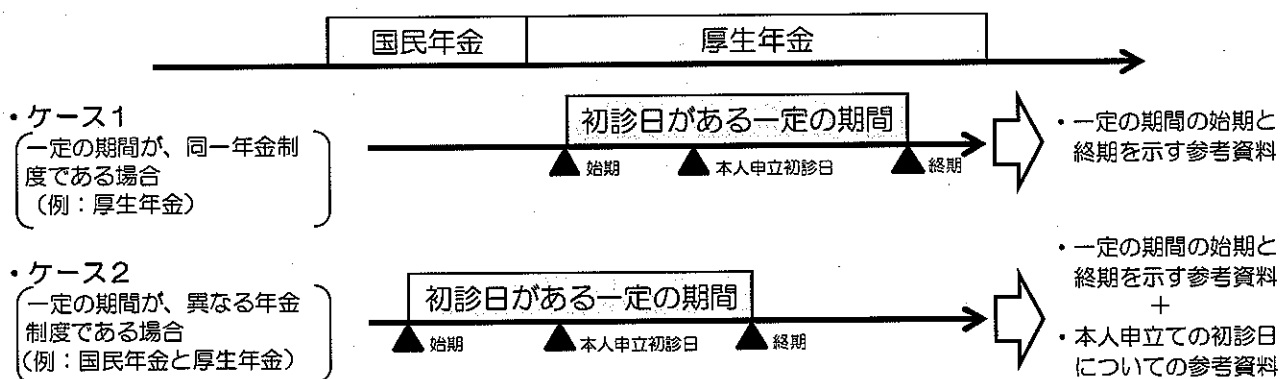 国民年金
厚生年金
・ケース1
一定の期間が、同一年金制
度である場合
（例：厚生年金）
初診日がある一定の期間
始期
本人申立初診日
終期
・一定の期間の始期と
終期を示す参考資料
・ケース2
一定の期間が、異なる年金
制度である場合
（例：国民年金と厚生年金）
初診日がある一定の期間
始期
本人申立初診日
終期
・一定の期間の始期と
終期を示す参考資料
＋
・本人申立ての初診日
についての参考資料